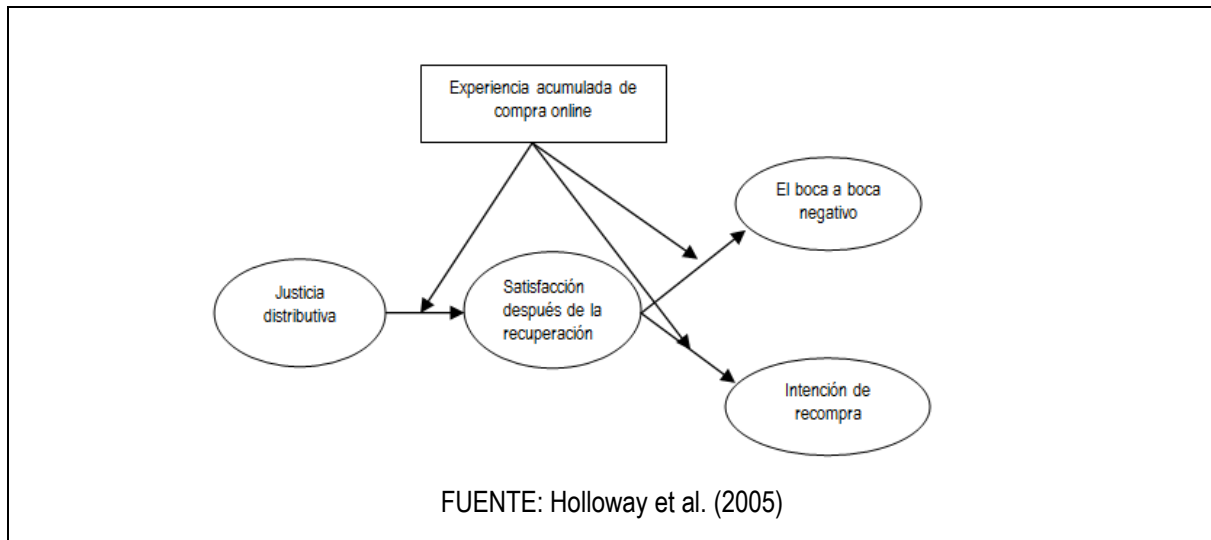 Experiencia acumulada de
compra online
El boca a boca
negativo
Justicia
distributiva
Satisfacción
después de la
recuperación
Intención de
recompra
FUENTE: Holloway et al. (2005)